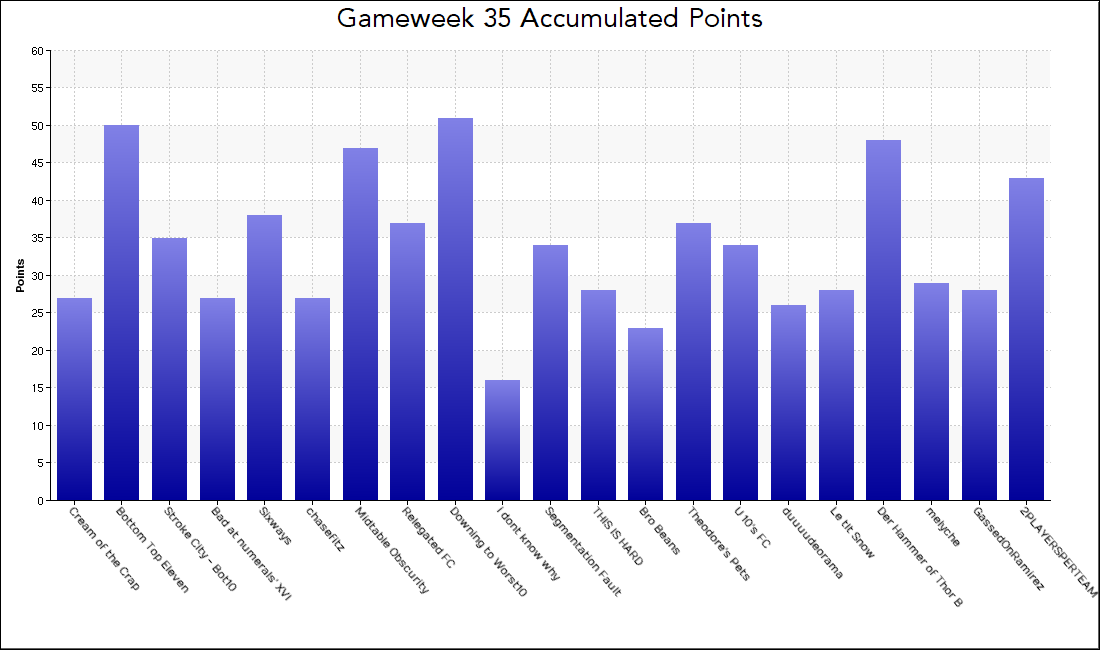 Gameweek 35 Accumulated Points
60
55
50
45
40
35
30
25
20
15
10
5
0
Points
Cream of the Crap
Bottom Top Eleven
Stroke City - Bot10
Bad at numerals' XVI
Sixways
chasefitz
Midtable Obscurity
Relegated FC
Downing to Worst10
i dont know why
Segmentation Fault
THIS IS HARD
Bro Beans
Theodore's Pets
U10's FC
duuuudeorama
Le tit Snow
Der Hammer of Thor B
melyche
GassedOnRamirez
2PLAYERSPERTEAM